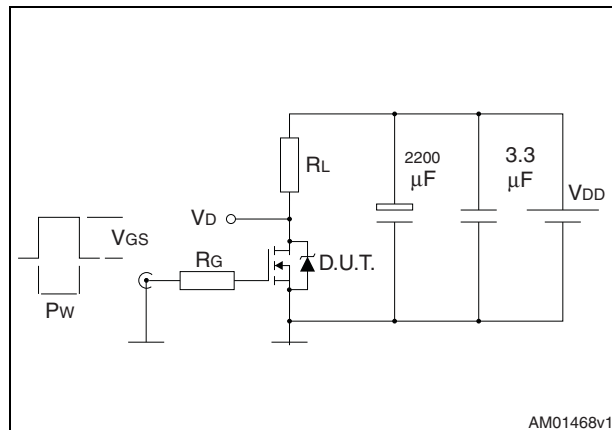 2200
μF
3.3
μF
VDD
RL
VD
VGS
RG
D.U.T.
PW
AM01468v1